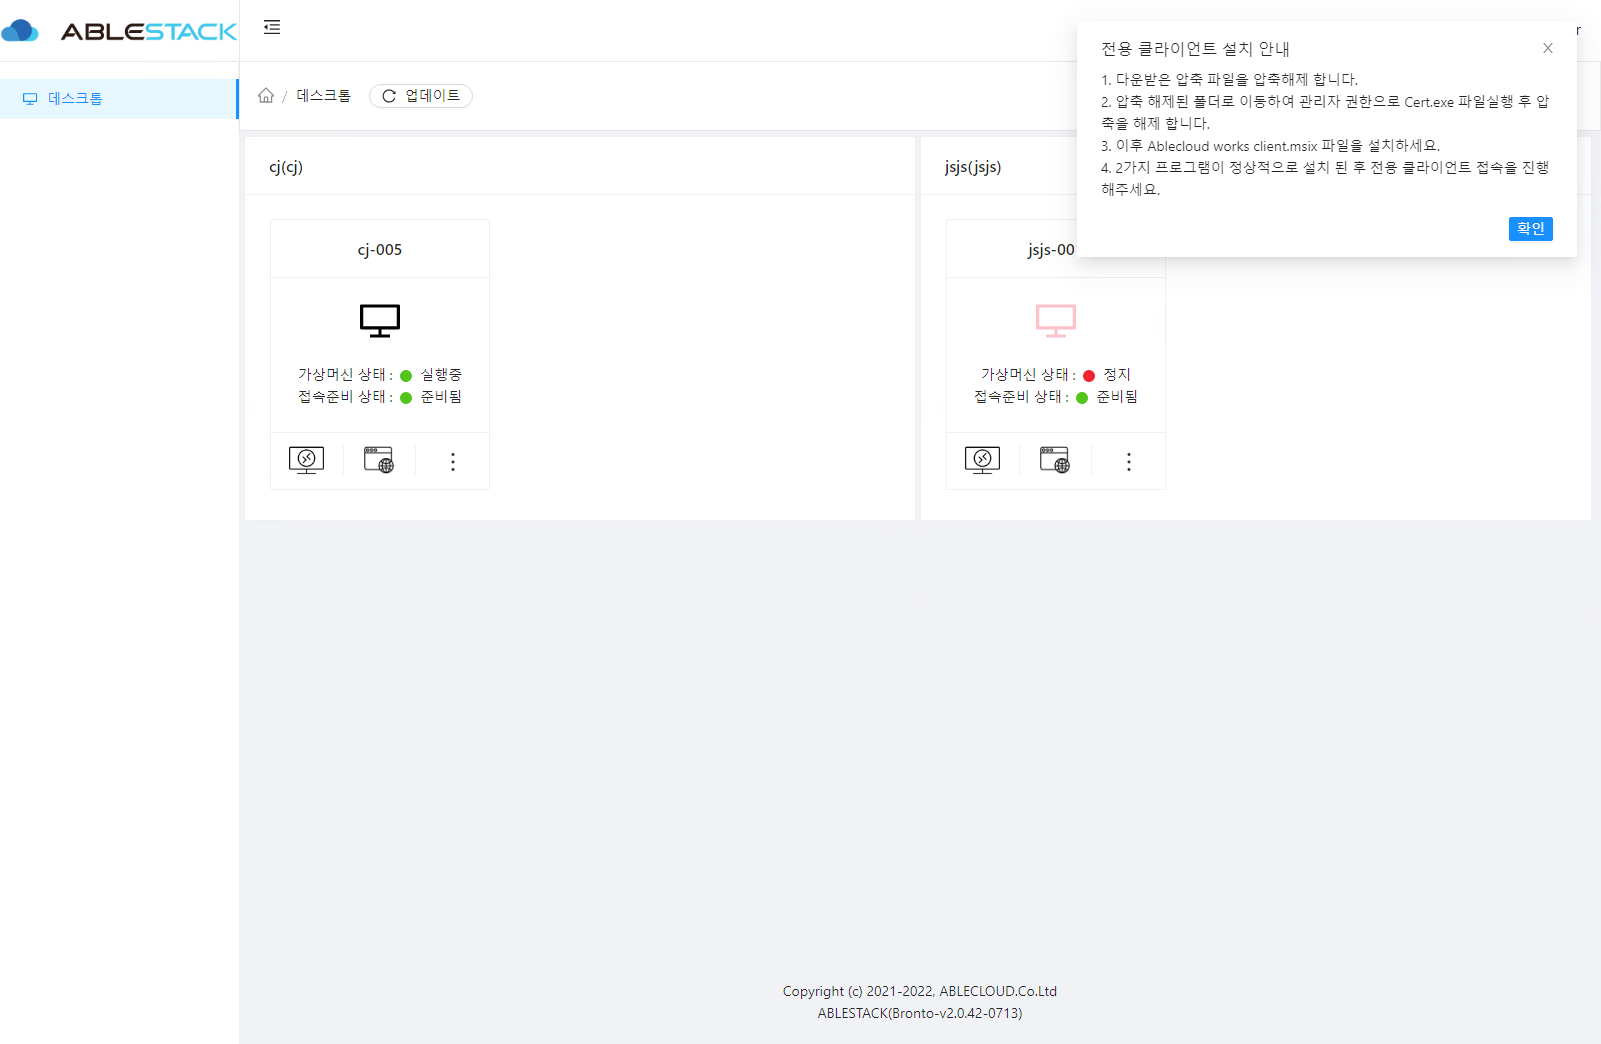 ABLESTACK
데스크톱
/ 데스크톱
업데이트
전용 클라이언트 설치 안내
1. 다운받은 압축 파일을 압축해제 합니다.
2. 압축 해제된 폴더로 이동하여 관리자 권한으로 Cert.exe 파일실행 후 압
축을 해제 합니다.
3. 이후 Ablecloud works client.msix 파일을 설치하세요.
4. 2가지 프로그램이 정상적으로 설치 된 후 전용 클라이언트 접속을 진행
해주세요.
확인
cj(cj)
cj-005
가상머신 상태 : 실행중
접속준비 상태 : 준비됨
jsjs(jsjs)
jsjs-00
가상머신 상태 : 정지
접속준비 상태 : 준비됨
Copyright (c) 2021-2022, ABLECLOUD.Co.Ltd
ABLESTACK(Bronto-v2.0.42-0713)